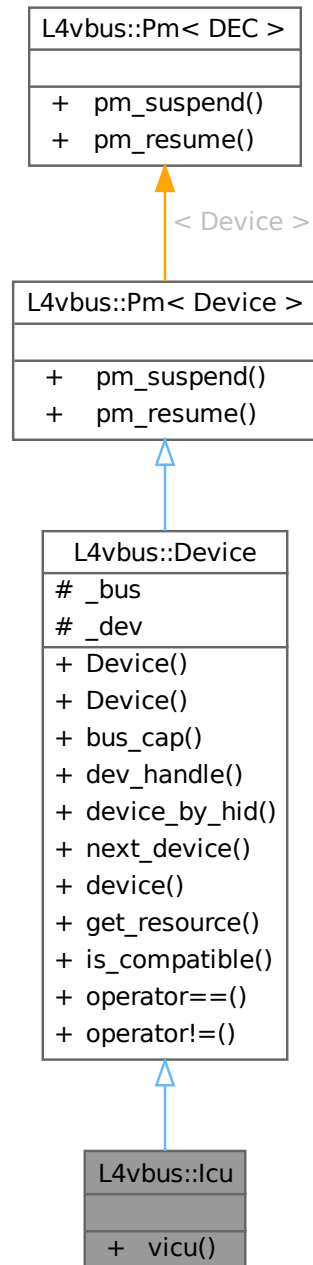 L4vbus::Pm< DEC >
+ pm_suspend()
+ pm_resume()
< Device >
L4vbus::Pm< Device >
+ pm_suspend()
+ pm_resume()
L4vbus::Device
# _bus
# _dev
+ Device()
+ Device()
+ bus_cap()
+ dev_handle()
+ device_by_hid()
+ next_device()
+ device()
+ get_resource()
+ is_compatible()
+ operator==()
+ operator!=()
L4vbus::Icu
+ vicu()